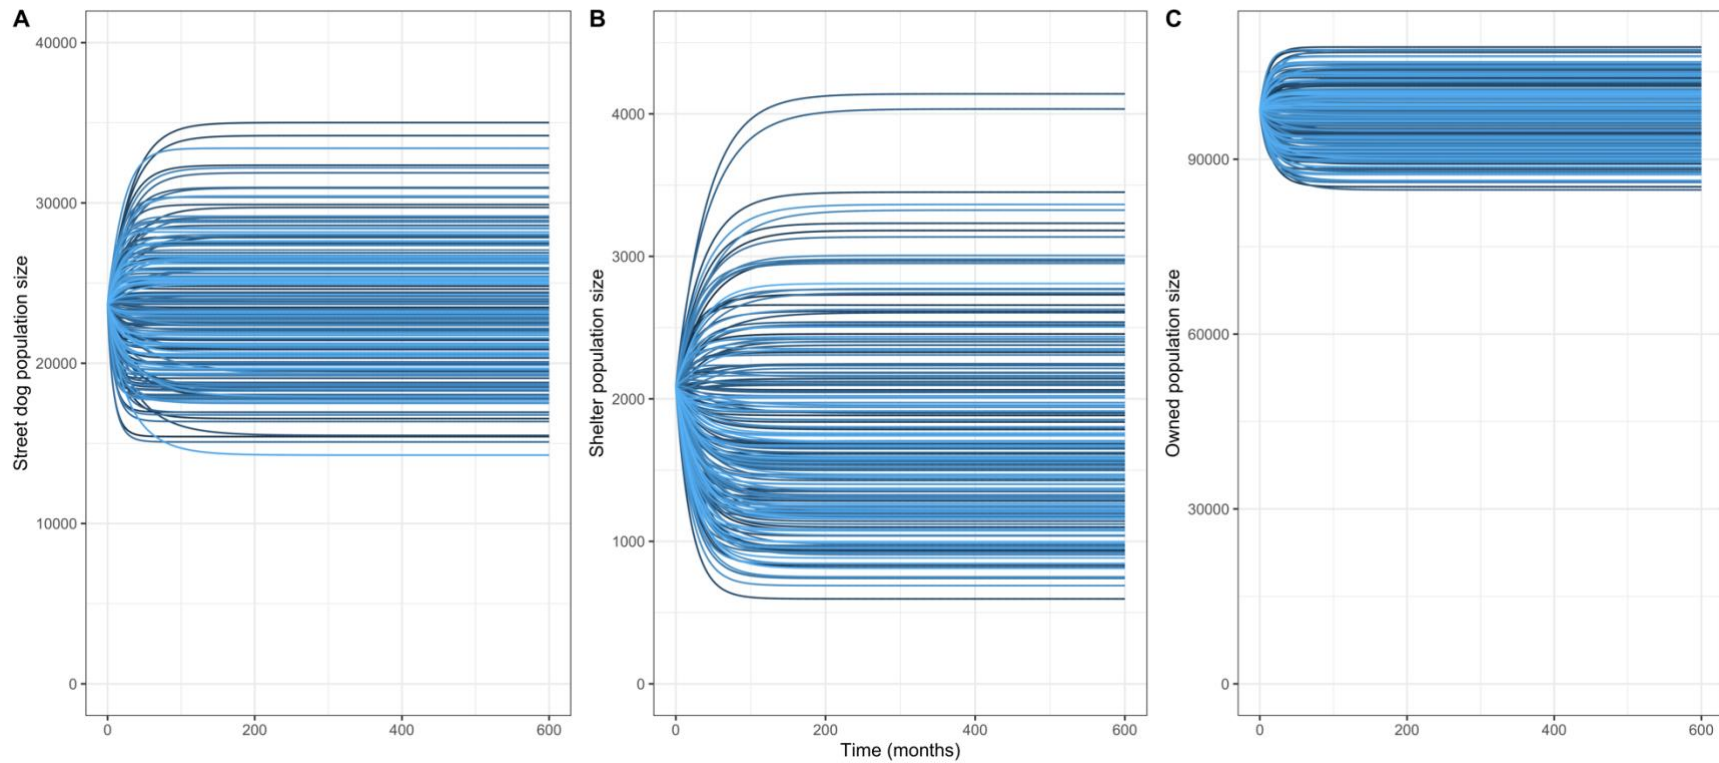 A
Street dog population size
40000
30000
20000
10000
0
0 200 400 600
B
Shelter population size
4000
3000
2000
1000
0
0 200 400 600
Time (months)
C
Owned population size
90000
60000
30000
0
0 200 400 600